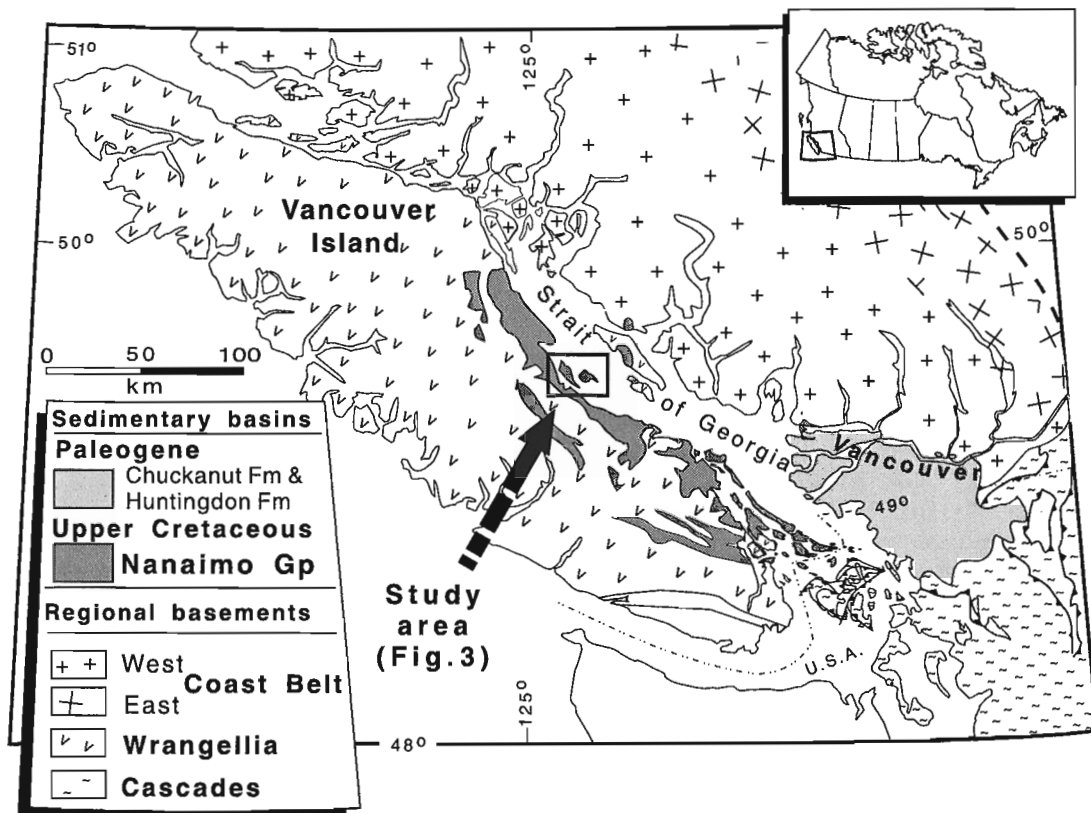 51°
125°
50°
50°
Vancouver
Island
Strait
of Georgia
Vancouver
49°
0 50 100
km
Sedimentary basins
Paleogene
Chuckanut Fm &
Huntingdon Fm
Upper Cretaceous
Nanaimo Gp
Regional basements
West
Coast Belt
East
Wrangellia
Cascades
Study
area
(Fig.3)
U.S.A.
125°
48°